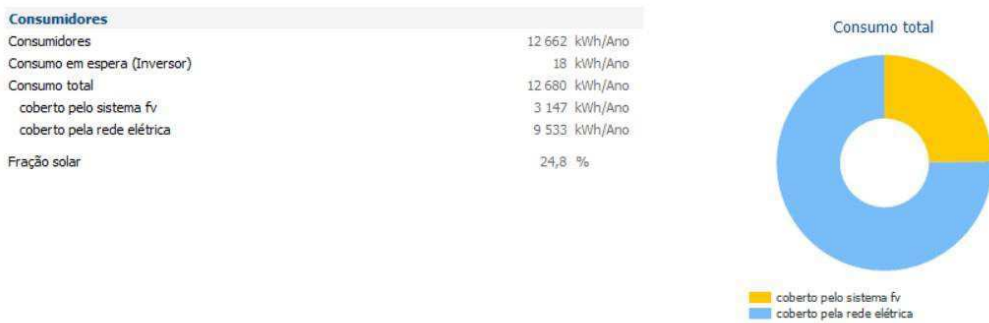 Consumidores
Consumidores 12 662 kWh/Ano
Consumo em espera (Inversor) 18 kWh/Ano
Consumo total 12 680 kWh/Ano
coberto pelo sistema fv 3 147 kWh/Ano
coberto pela rede elétrica 9 533 kWh/Ano
Fração solar 24,8 %
Consumo total
coberto pelo sistema fv
coberto pela rede elétrica